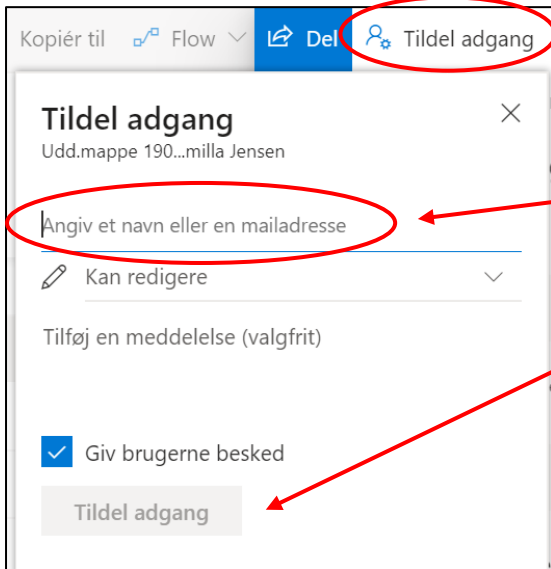 Kopiér til Flow Del Tildel adgang
Tildel adgang
Udd.mappe 190...milla Jensen
Angiv et navn eller en mailadresse
Kan redigere
Tilføj en meddelelse (valgfrit)
Giv brugerne besked
Tildel adgang